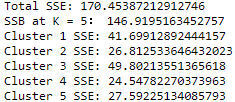 Total SSE: 170.45387212912746
SSB at K = 5:  146.9195163452757
Cluster 1 SSE: 41.69912892444157
Cluster 2 SSE: 26.812533646432023
Cluster 3 SSE: 49.80213551365618
Cluster 4 SSE: 24.54782270373963
Cluster 5 SSE: 27.59225134085793